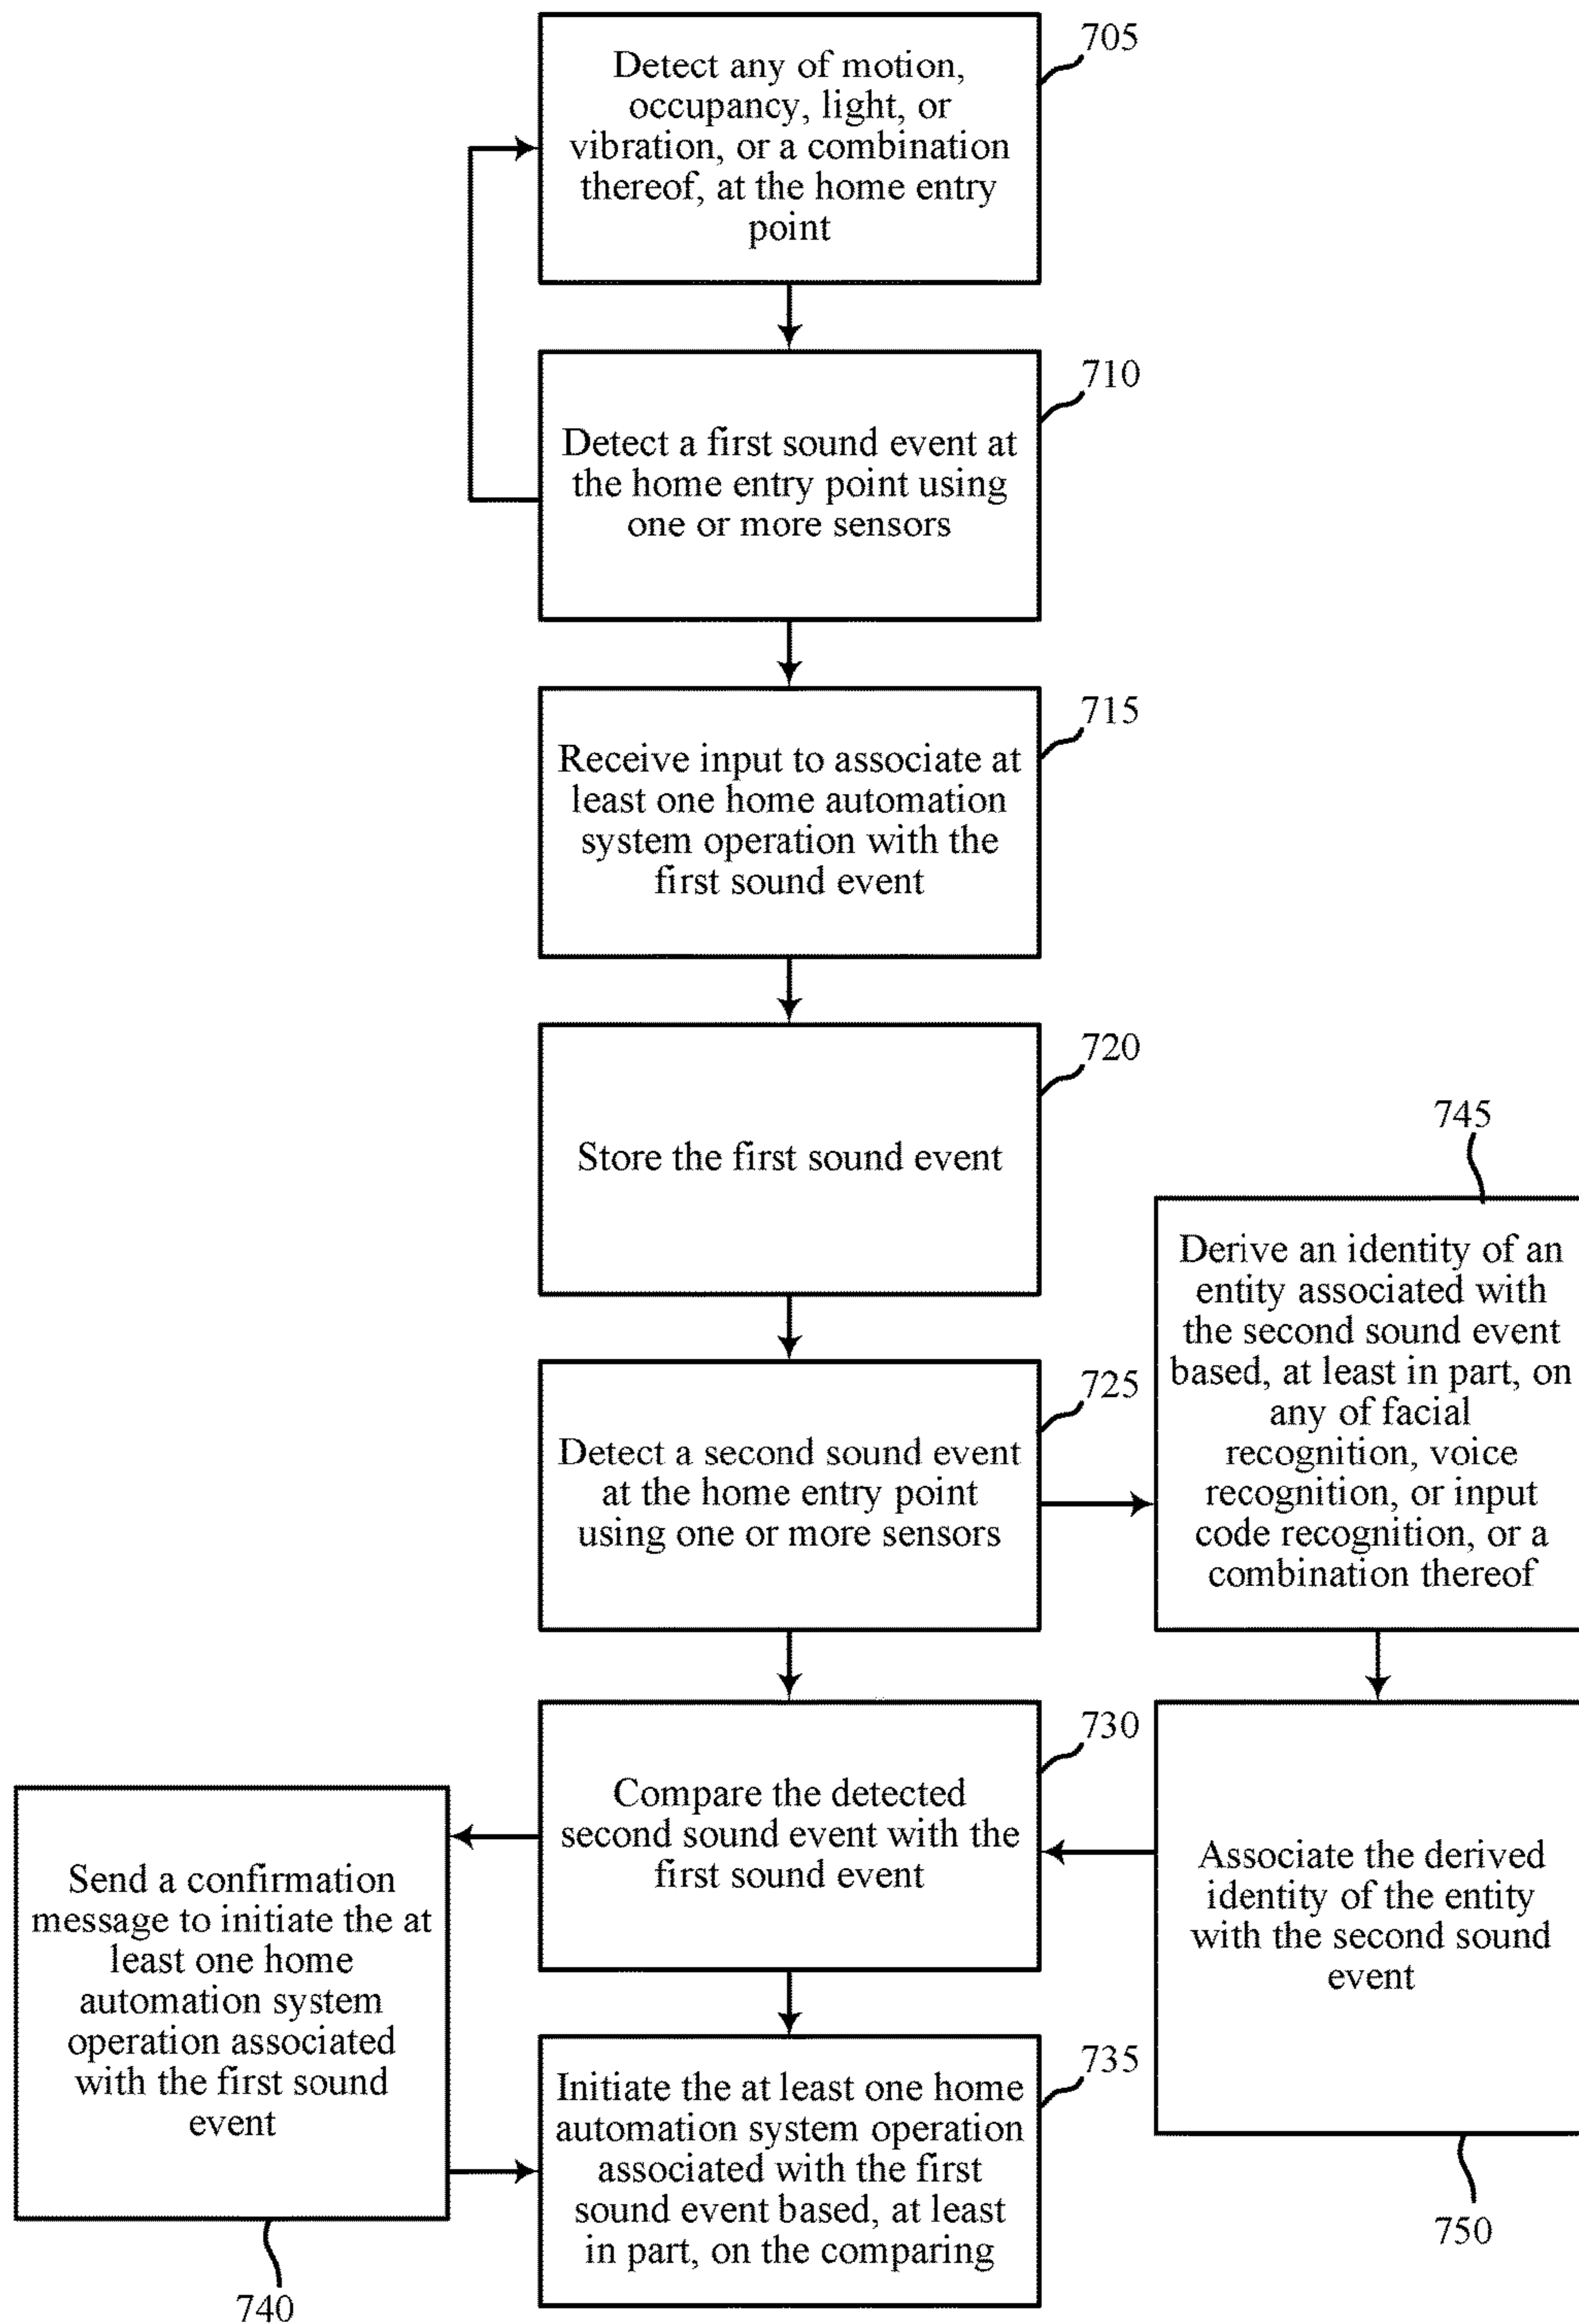 705
Detect any of motion,
occupancy, light, or
vibration, or a combination
thereof, at the home entry
point
710
Detect a first sound event at
the home entry point using
one or more sensors
715
Receive input to associate at
least one home automation
system operation with the
first sound event
720
Store the first sound event
745
Derive an identity of an
entity associated with
the second sound event
based, at least in part, on
any of facial
recognition, voice
recognition, or input
code recognition, or a
combination thereof
725
Detect a second sound event
at the home entry point
using one or more sensors
730
Compare the detected
second sound event with the
first sound event
Associate the derived
identity of the entity
with the second sound
event
750
Send a confirmation
message to initiate the at
least one home
automation system
operation associated
with the first sound
event
740
735
Initiate the at least one home
automation system operation
associated with the first
sound event based, at least
in part, on the comparing